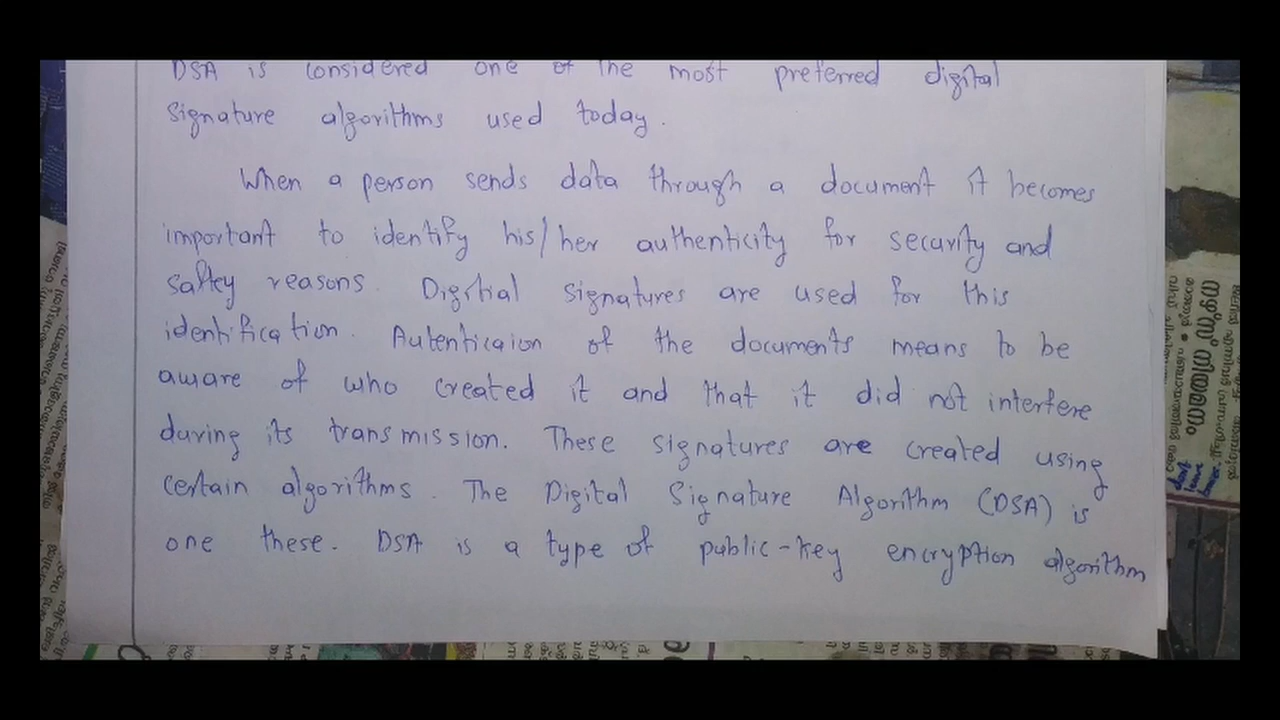 DSA is considered one of the most preferred digital
signature algorithms used today.
When a person sends data through a document it becomes
important to identify his/her authenticity for security and
saftey reasons. Digitial signatures are used for this
identification. Autenticaion of the documents means to be
aware of who created it and that it did not interfere
during its transmission. These signatures are created using
certain algorithms. The Digital Signature Algorithm (DSA) is
one these. DSA is a type of public-key encryption algorithm